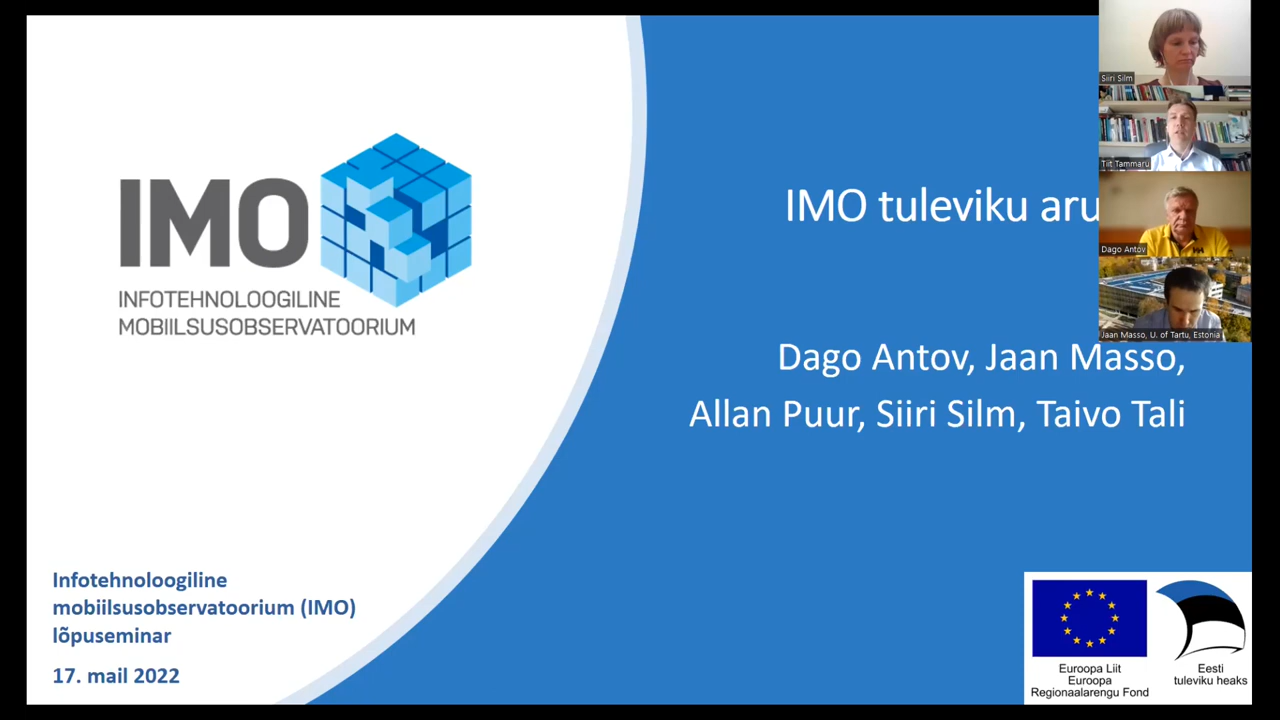 IMO
INFOTEHNOLOOGILINE
MOBIILSUSOBSERVATOORIUM
IMO tuleviku aru
Dago Antov, Jaan Masso,
Allan Puur, Siiri Silm, Taivo Tali
Infotehnoloogiline
mobiilsusobservatoorium (IMO)
lõpuseminar
17. mail 2022
Siiri Silm
Tiit Tammaru
Dago Antov
Jaan Masso, U. of Tartu, Estonia
Euroopa Liit
Euroopa
Regionaalarengu Fond
Eesti
tuleviku heaks